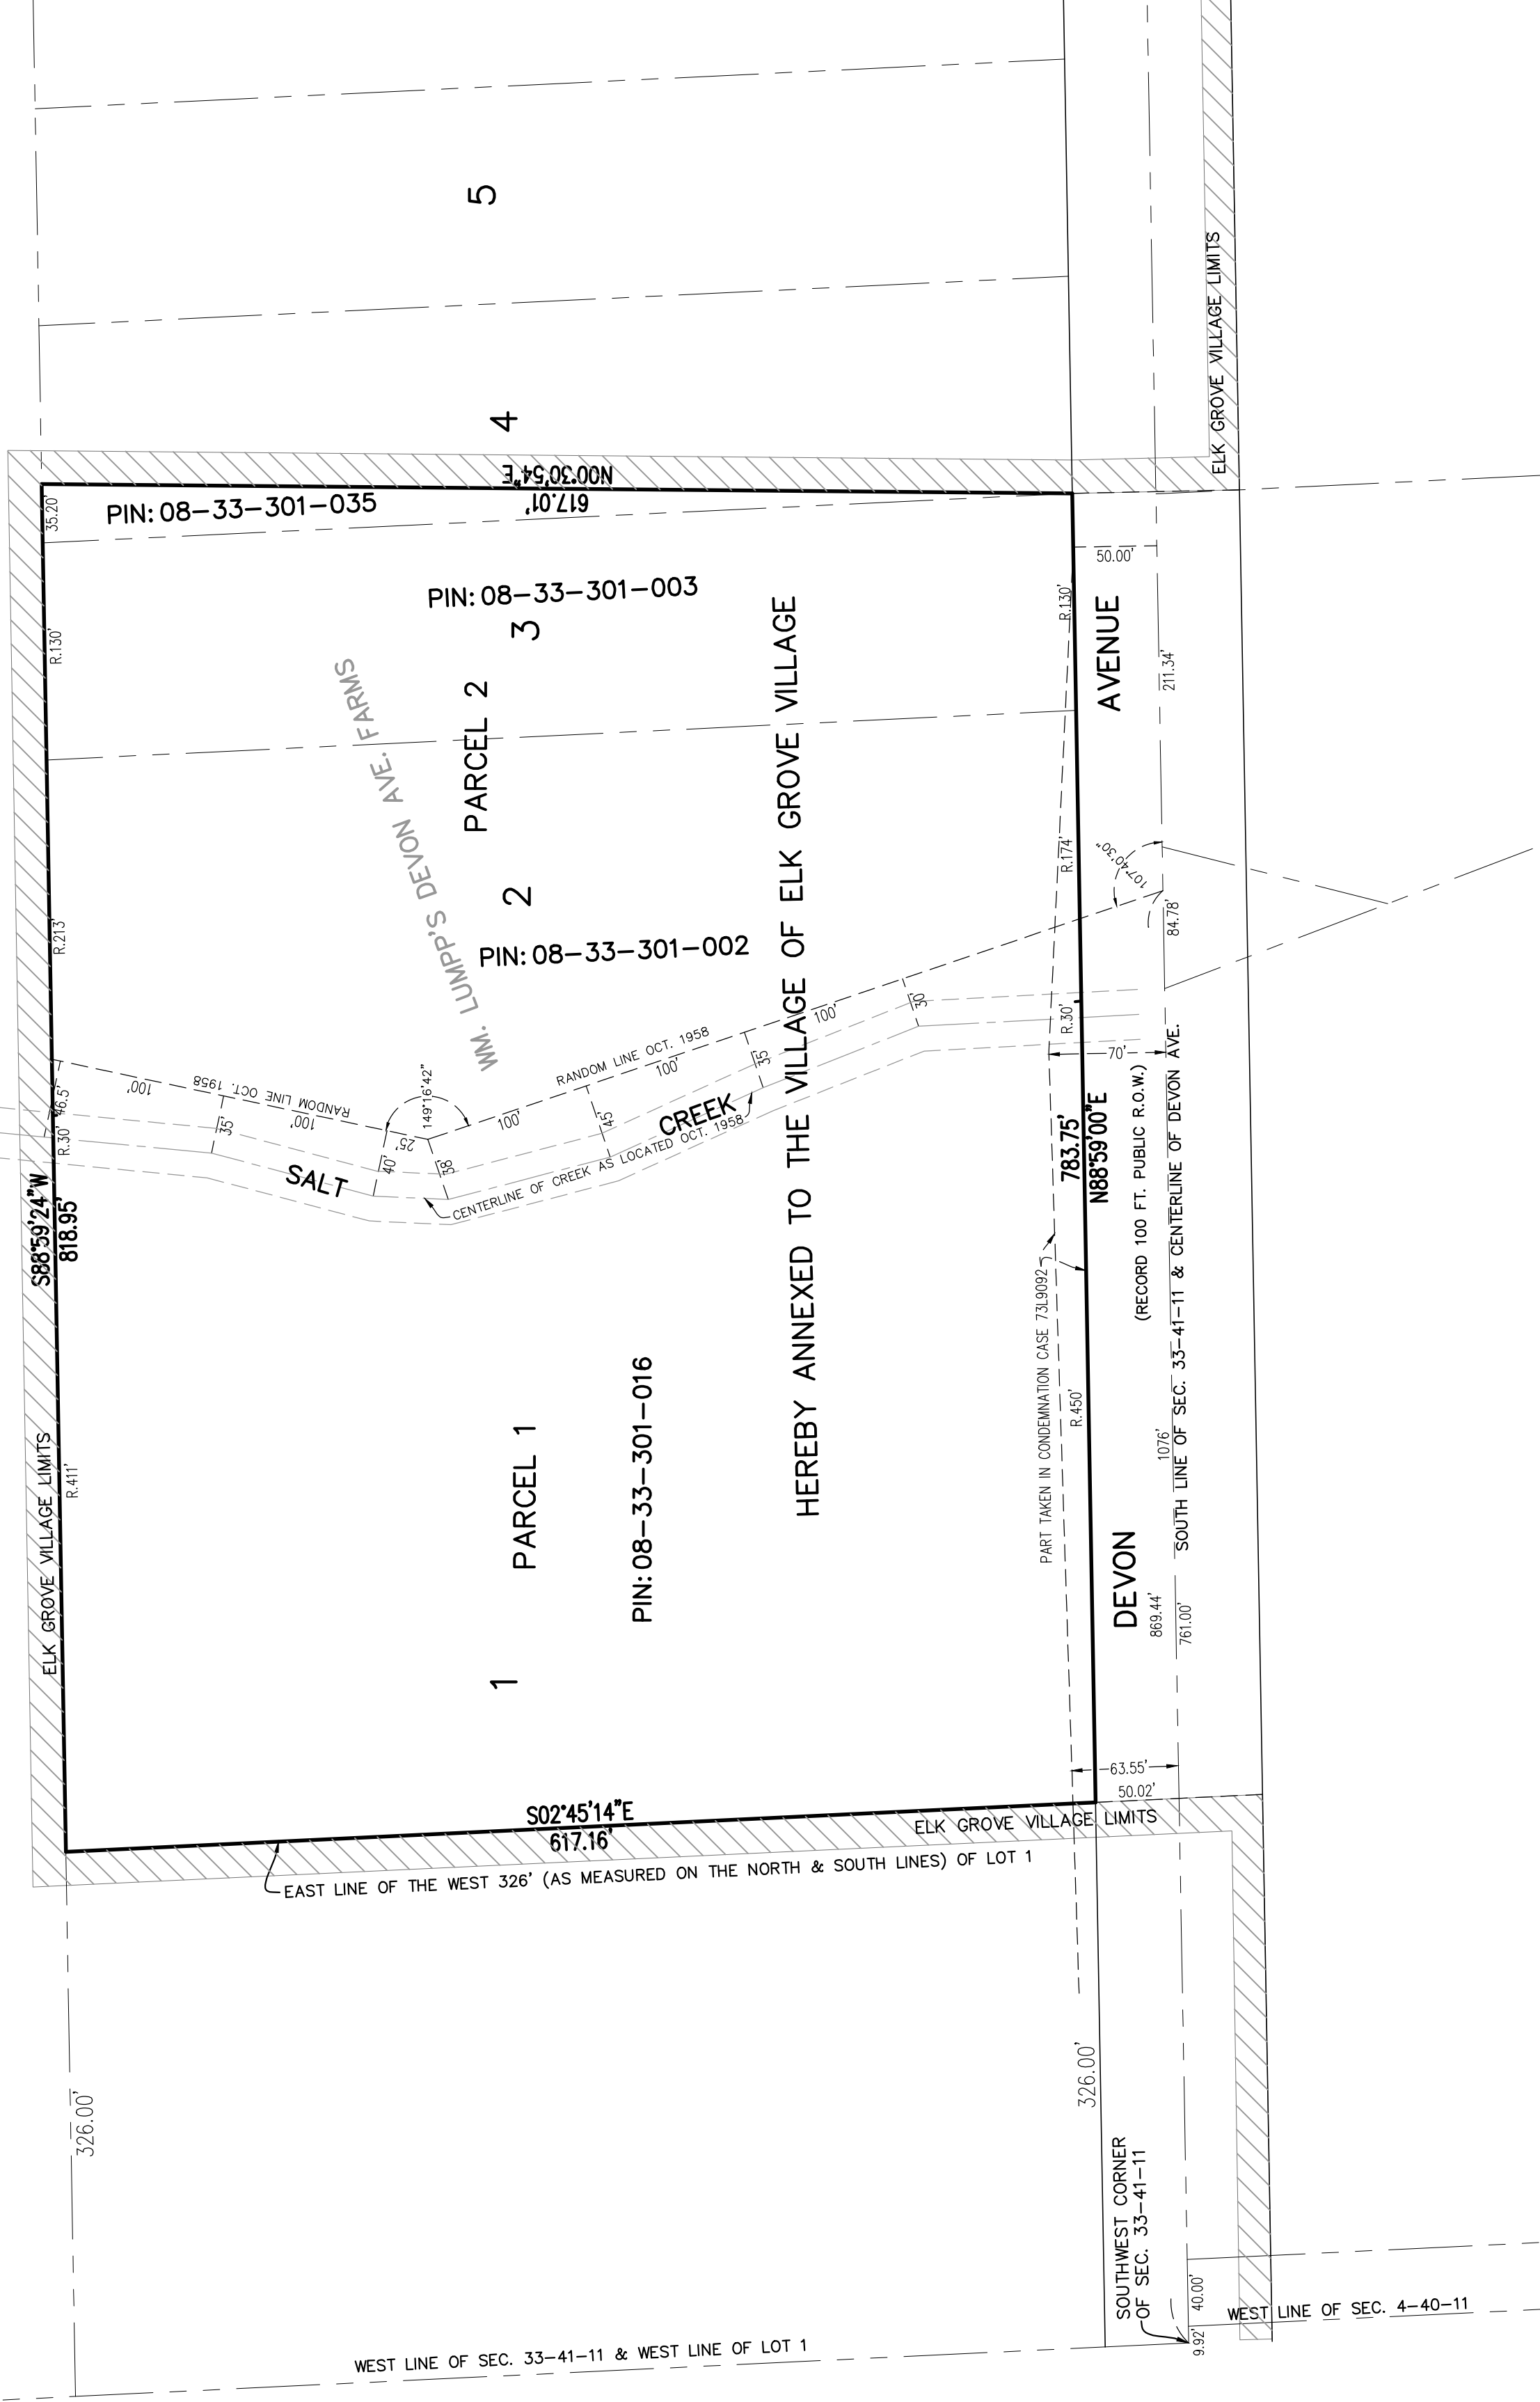 5
ELK GROVE VILLAGE LIMITS
4
N00°30'54"E
617.01'
35.20'
PIN: 08-33-301-035
50.00'
PIN: 08-33-301-003
R.130'
R.130'
3
AVENUE
211.34'
WM. LUMPP'S DEVON AVE. FARMS
PARCEL 2
HEREBY ANNEXED TO THE VILLAGE OF ELK GROVE VILLAGE
R.174'
107°40'30"
2
84.78'
R.213'
PIN: 08-33-301-002
30'
100'
R.30'
RANDOM LINE OCT. 1958
100'
35'
70'
46.5'
100'
RANDOM LINE OCT. 1958
100'
149°16'42"
100'
45'
CREEK
R.30'
35'
25'
40'
38'
SALT
CENTERLINE OF CREEK AS LOCATED OCT. 1958
783.75'
N88°59'00"E
(RECORD 100 FT. PUBLIC R.O.W.)
SOUTH LINE OF SEC. 33-41-11 & CENTERLINE OF DEVON AVE.
S88°59'24"W
818.95'
PART TAKEN IN CONDEMNATION CASE 73L9092
R.450'
1076'
PARCEL 1
PIN: 08-33-301-016
ELK GROVE VILLAGE LIMITS
R.411'
DEVON
869.44'
761.00'
1
63.55'
50.02'
S02°45'14"E
617.16'
ELK GROVE VILLAGE LIMITS
EAST LINE OF THE WEST 326' (AS MEASURED ON THE NORTH & SOUTH LINES) OF LOT 1
326.00'
326.00'
SOUTHWEST CORNER
OF SEC. 33-41-11
40.00'
9.92'
WEST LINE OF SEC. 4-40-11
WEST LINE OF SEC. 33-41-11 & WEST LINE OF LOT 1